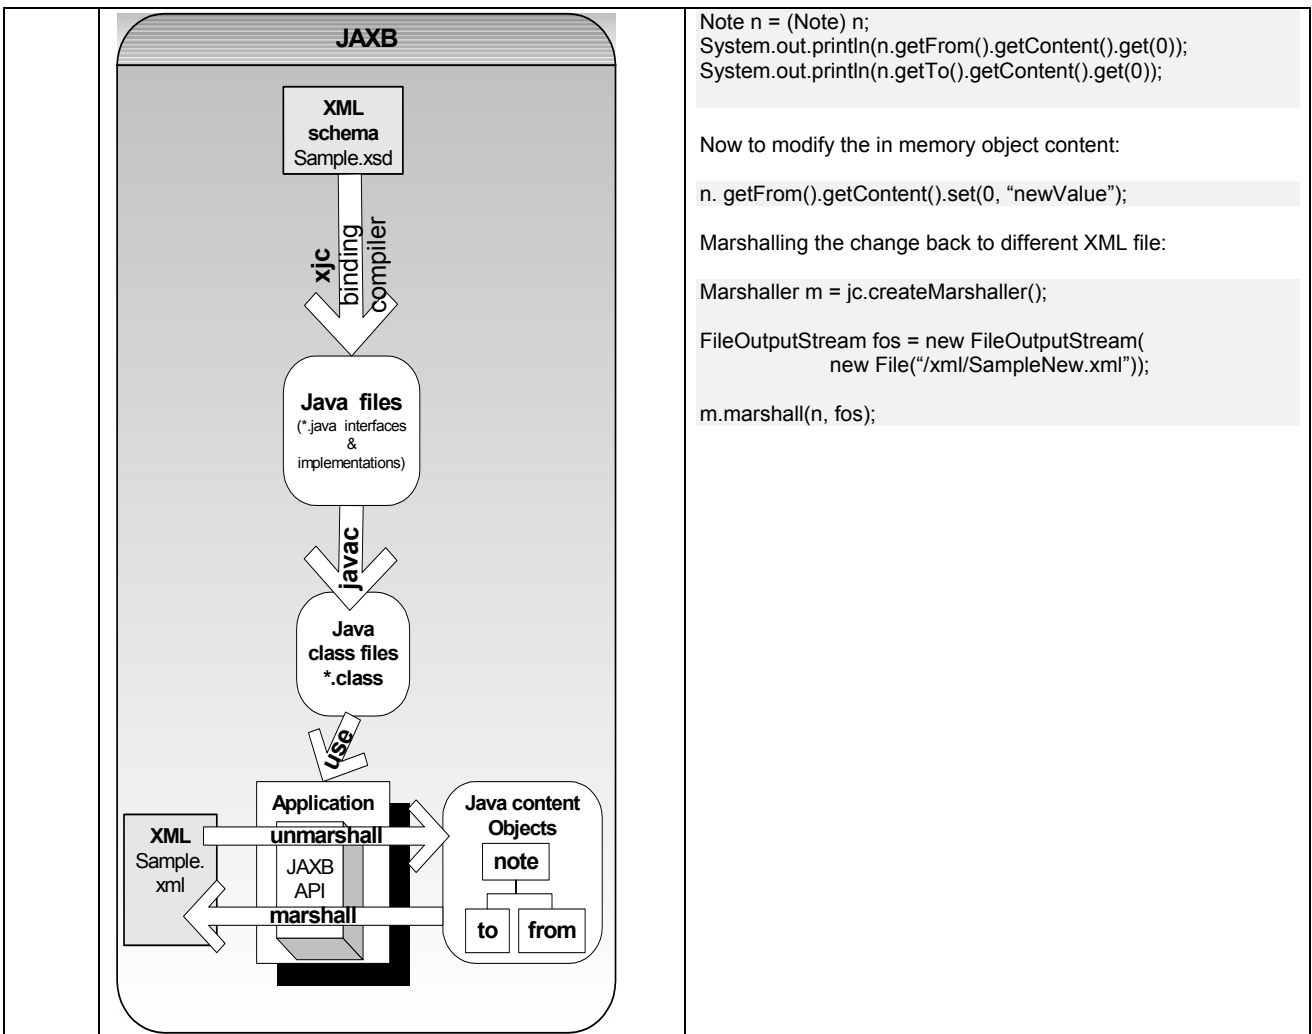 JAXB
XML
schema
Sample.xsd
xjc
binding
compiler
Java files
(*.java interfaces
&
implementations)
javac
Java
class files
*.class
use
Application
XML
Sample.
xml
unmarshall
JAXB
API
marshall
Java content
Objects
note
to
from
Note n = (Note) n;
System.out.println(n.getFrom().getContent().get(0));
System.out.println(n.getTo().getContent().get(0));
Now to modify the in memory object content:
n. getFrom().getContent().set(0, “newValue”);
Marshalling the change back to different XML file:
Marshaller m = jc.createMarshaller();
FileOutputStream fos = new FileOutputStream(
new File(“/xml/SampleNew.xml”));
m.marshall(n, fos);